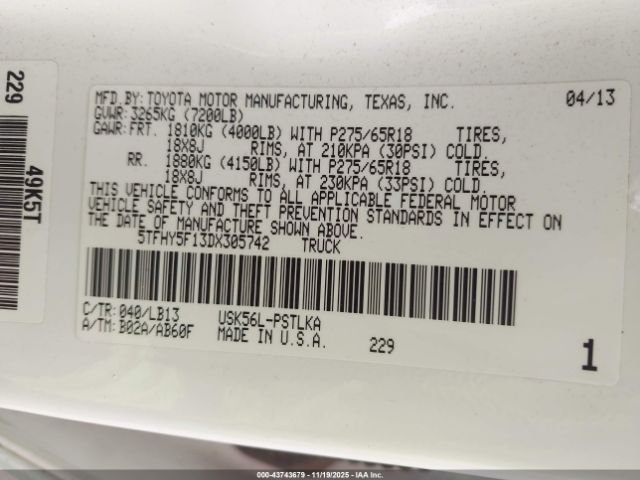 229
49K5T
MFD.BY:TOYOTA MOTOR MANUFACTURING, TEXAS, INC. 04/13
GVWR:3265KG (7200LB)
GAWR:FRT. 1810KG (4000LB) WITH P275/65R18 TIRES,
18X8J RIMS, AT 210KPA (30PSI) COLD.
RR. 1880KG (4150LB) WITH P275/65R18 TIRES,
18X8J RIMS, AT 230KPA (33PSI) COLD.
THIS VEHICLE CONFORMS TO ALL APPLICABLE FEDERAL MOTOR
VEHICLE SAFETY AND THEFT PREVENTION STANDARDS IN EFFECT ON
THE DATE OF MANUFACTURE SHOWN ABOVE.
5TFHY5F13DX305742 TRUCK
C/TR:040/LB13 USK56L-PSTLKA
A/TM:B02A/AB60F MADE IN U.S.A. 229 1
000-43743679 | 11/19/2025 - IAAI.COM